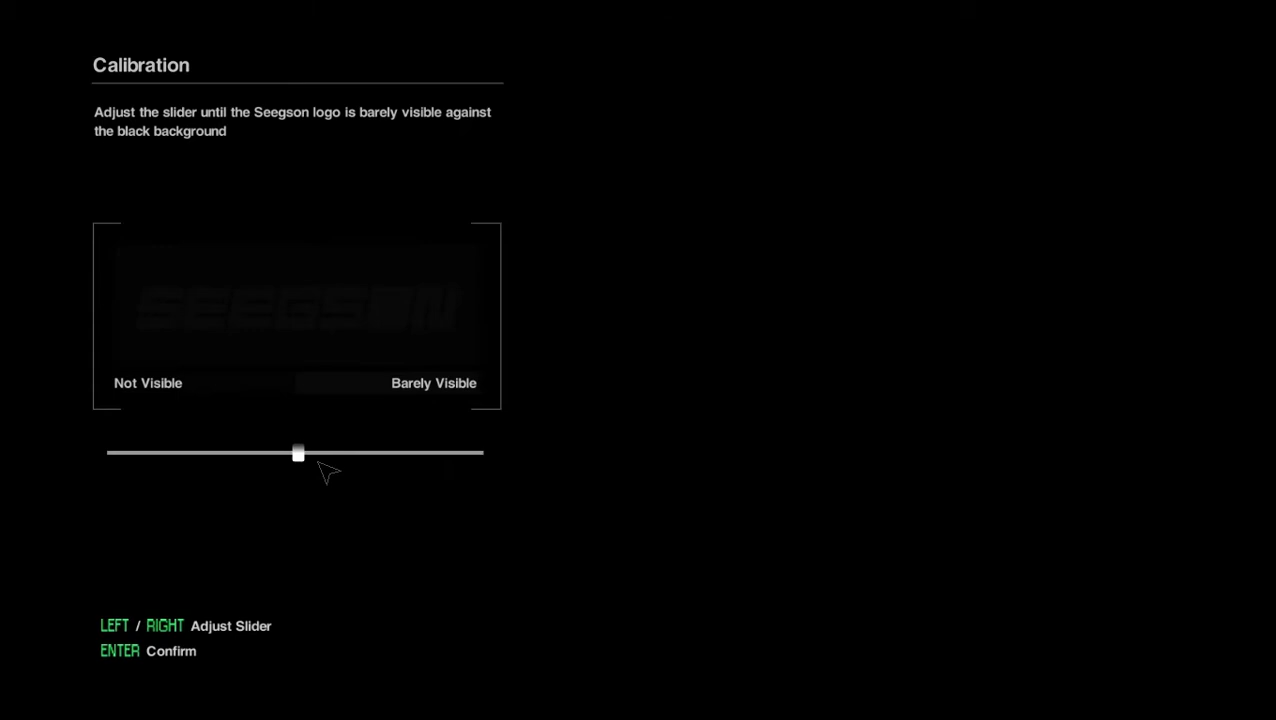 Calibration
Adjust the slider until the Seegson logo is barely visible against
the black background
SEEGSON
Not Visible
Barely Visible
LEFT / RIGHT Adjust Slider
ENTER Confirm